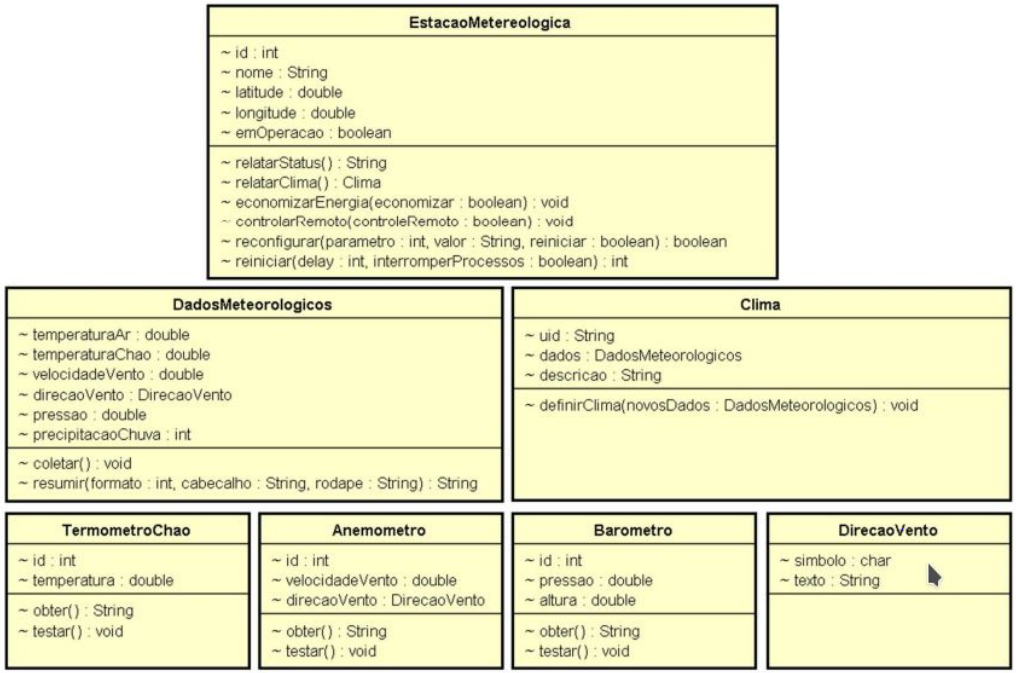 EstacaoMetereologica
~ id : int
~ nome : String
~ latitude : double
~ longitude : double
~ emOperacao : boolean
~ relatarStatus() : String
~ relatarClima() : Clima
~ economizarEnergia(economizar : boolean) : void
~ controlarRemoto(controleRemoto : boolean) : void
~ reconfigurar(parametro : int, valor : String, reiniciar : boolean) : boolean
~ reiniciar(delay : int, interromperProcessos : boolean) : int
DadosMeteorologicos
~ temperaturaAr : double
~ temperaturaChao : double
~ velocidadeVento : double
~ direcaoVento : DirecaoVento
~ pressao : double
~ precipitacaoChuva : int
~ coletar() : void
~ resumir(formato : int, cabecalho : String, rodape : String) : String
Clima
~ uid : String
~ dados : DadosMeteorologicos
~ descricao : String
~ definirClima(novosDados : DadosMeteorologicos) : void
TermometroChao
~ id : int
~ temperatura : double
~ obter() : String
~ testar() : void
Anemometro
~ id : int
~ velocidadeVento : double
~ direcaoVento : DirecaoVento
~ obter() : String
~ testar() : void
Barometro
~ id : int
~ pressao : double
~ altura : double
~ obter() : String
~ testar() : void
DirecaoVento
~ simbolo : char
~ texto : String